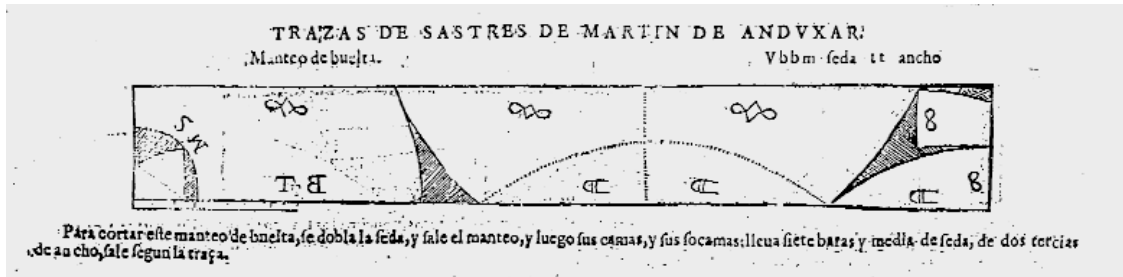 TRAZAS DE SASTRES DE MARTIN DE ANDVXAR.
Manteo de buelta.
Vbbm seda tt ancho
B T
8
8
Para cortar este manteo de buelta, se dobla la seda, y sale el manteo, y luego sus camas, y sus socamas: lleua siete baras y media de seda, de dos tercias
de ancho, sale segun la traça.